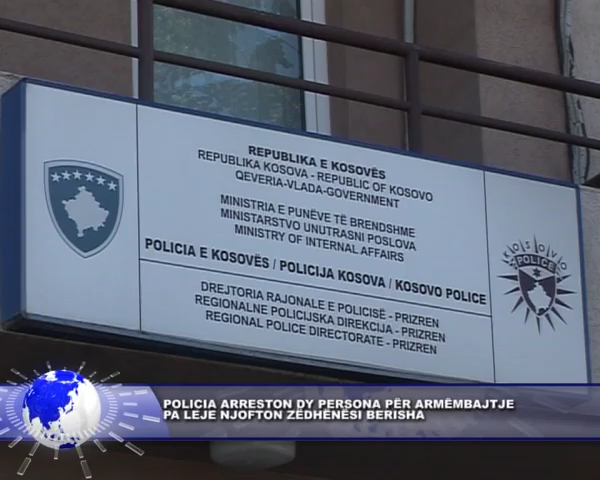 REPUBLIKA E KOSOVËS
REPUBLIKA KOSOVA - REPUBLIC OF KOSOVO
QEVERIA-VLADA-GOVERNMENT
MINISTRIA E PUNËVE TË BRENDSHME
MINISTARSTVO UNUTRASNJI POSLOVA
MINISTRY OF INTERNAL AFFAIRS
POLICIA E KOSOVËS / POLICIJA KOSOVA / KOSOVO POLICE
DREJTORIA RAJONALE E POLICISË - PRIZREN
REGIONALNE POLICIJSKA DIREKCIJA - PRIZREN
REGIONAL POLICE DIRECTORATE - PRIZREN
KOSOVO
POLICE
POLICIA ARRESTON DY PERSONA PËR ARMËMBAJTJE
PA LEJE NJOFTON ZËDHËNËSI BERISHA